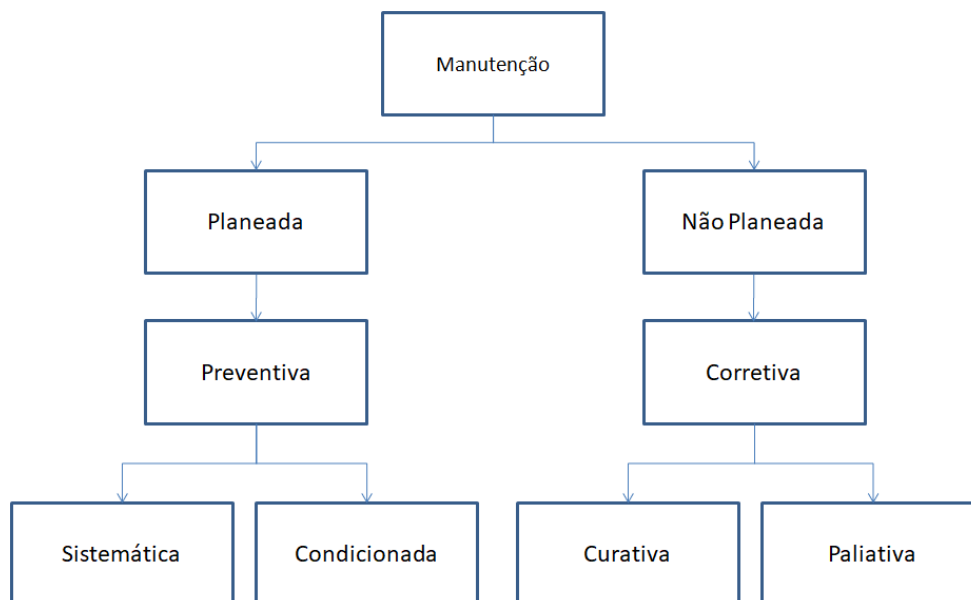 Manutenção
Planeada
Não Planeada
Preventiva
Corretiva
Sistemática
Condicionada
Curativa
Paliativa